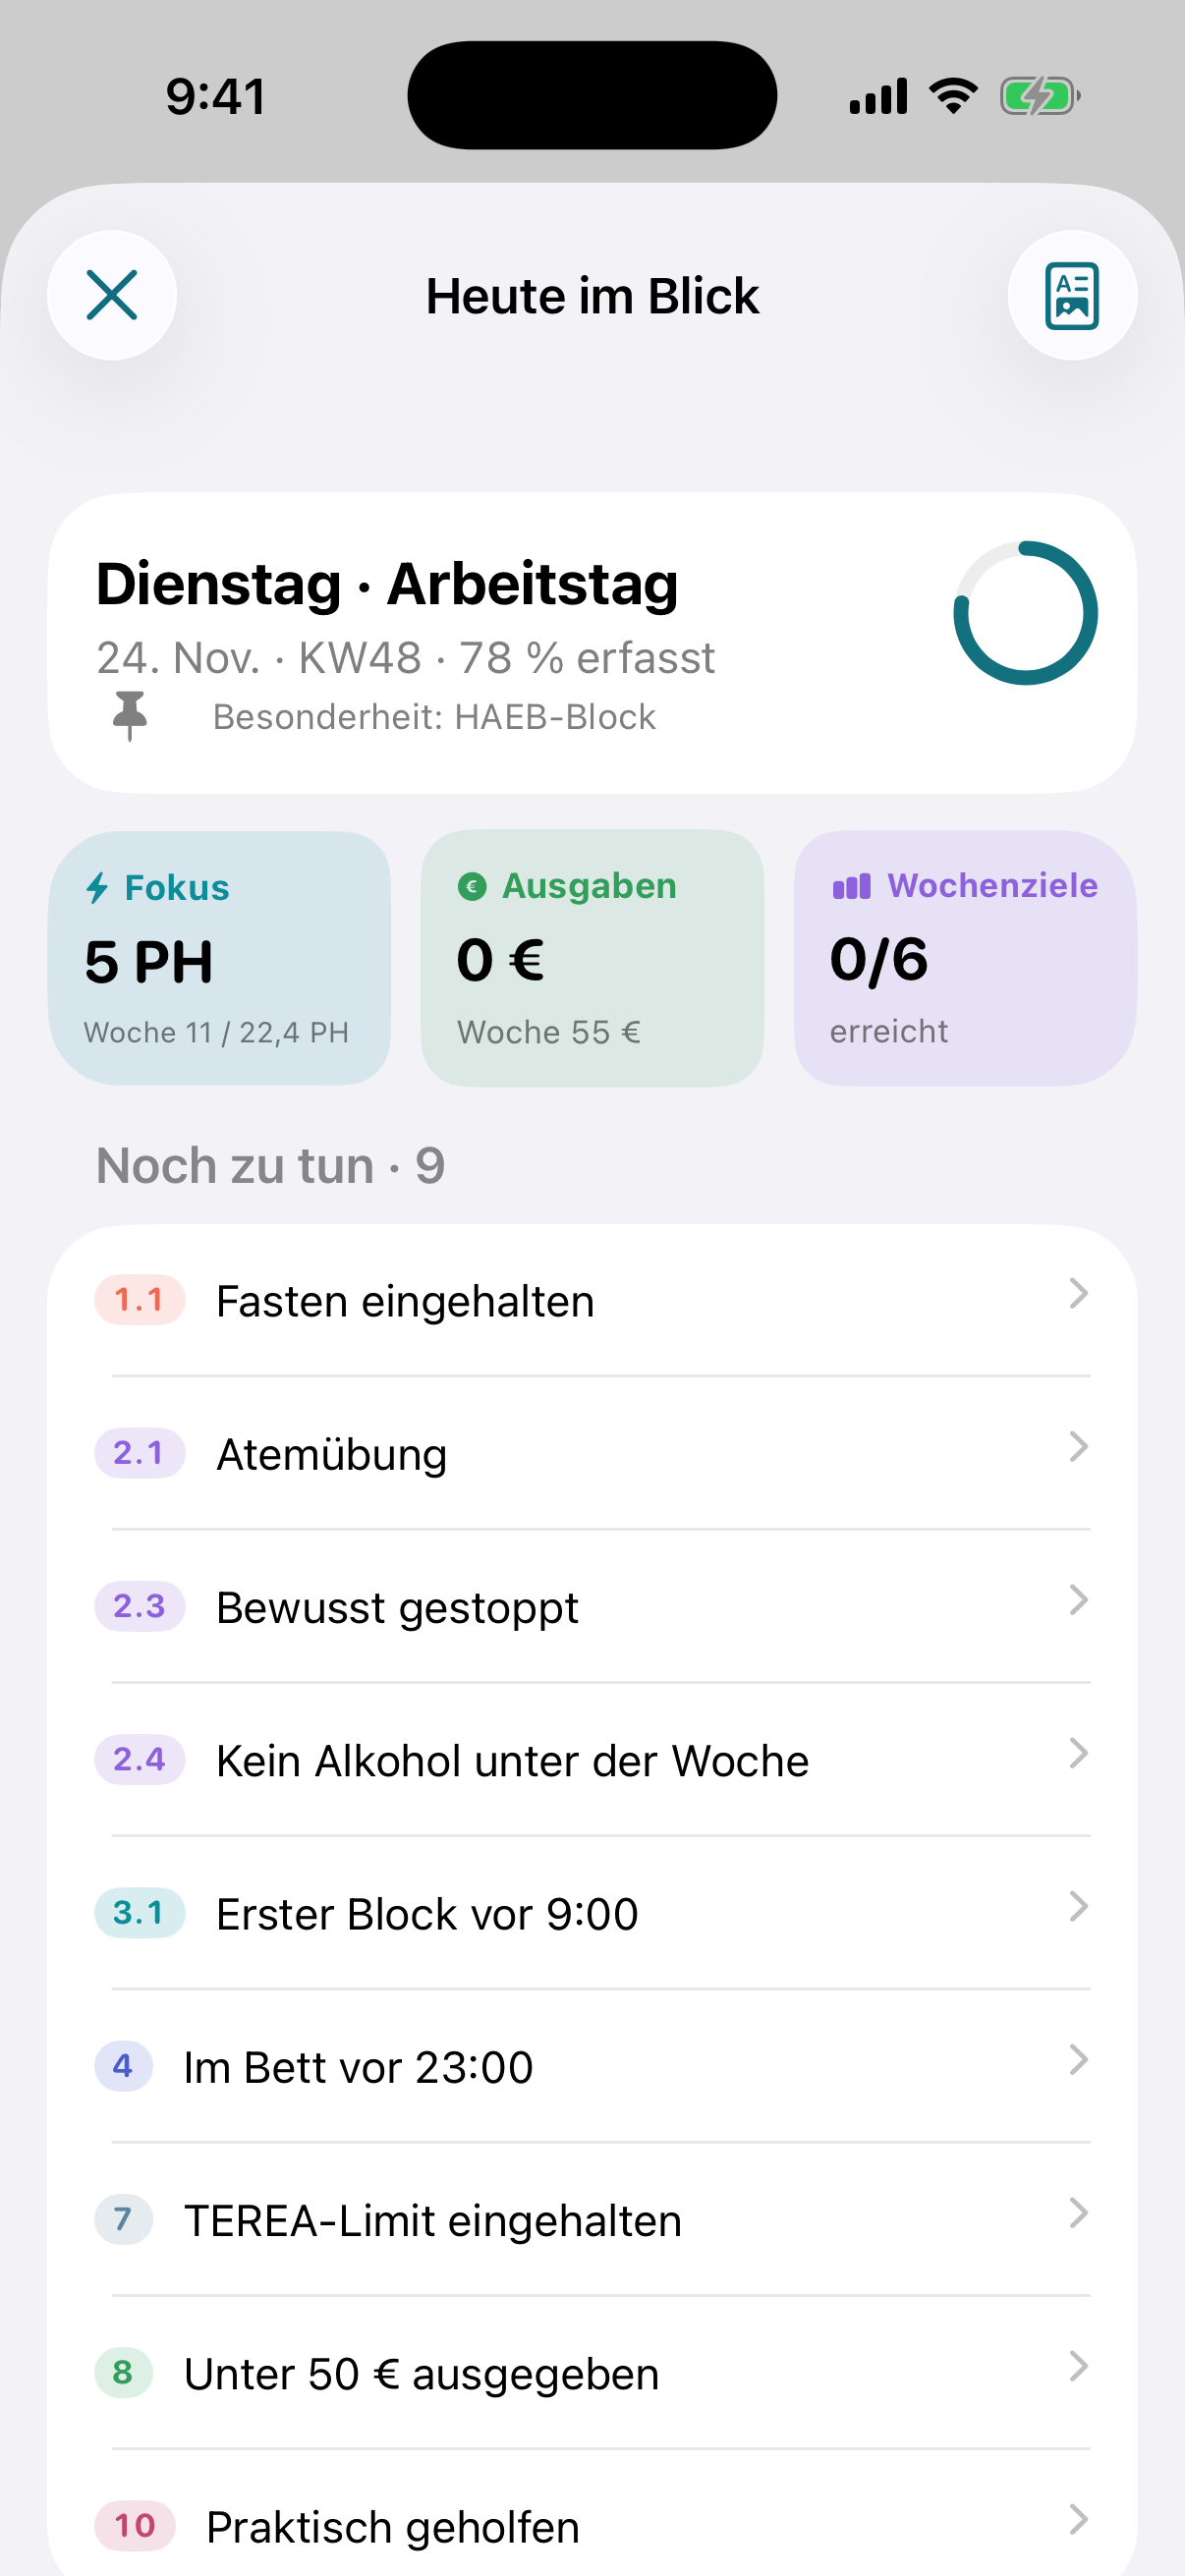 9:41
Heute im Blick
A
Dienstag · Arbeitstag
24. Nov. · KW48 · 78 % erfasst
Besonderheit: HAEB-Block
Fokus
5 PH
Woche 11 / 22,4 PH
€ Ausgaben
0 €
Woche 55 €
Wochenziele
0/6
erreicht
Noch zu tun · 9
1.1 Fasten eingehalten
2.1 Atemübung
2.3 Bewusst gestoppt
2.4 Kein Alkohol unter der Woche
3.1 Erster Block vor 9:00
4 Im Bett vor 23:00
7 TEREA-Limit eingehalten
8 Unter 50 € ausgegeben
10 Praktisch geholfen